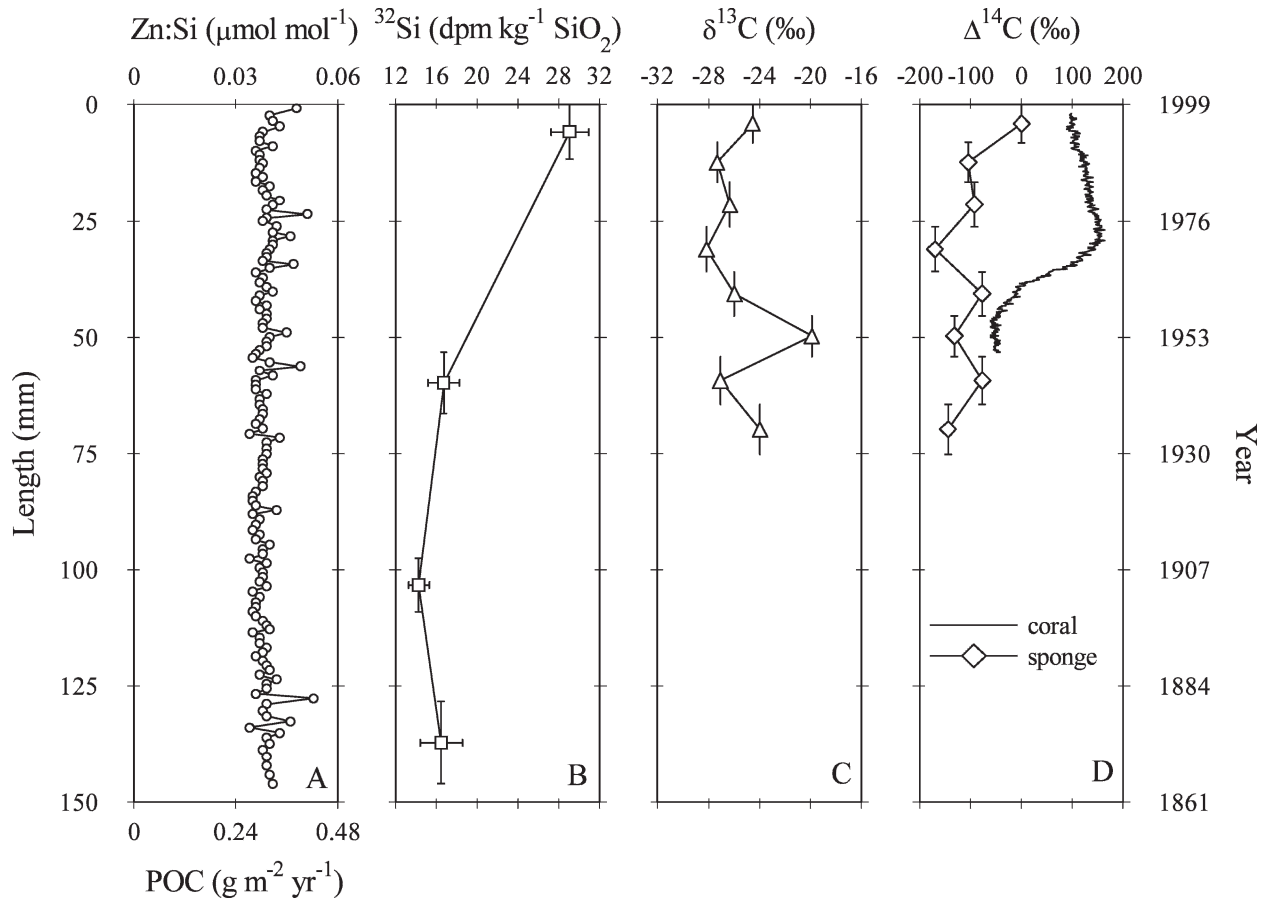 Zn:Si (μmol mol⁻¹) ³²Si (dpm kg⁻¹ SiO₂) δ¹³C (‰) Δ¹⁴C (‰)
0 0.03 0.06 12 16 20 24 28 32 -32 -28 -24 -20 -16 -200 -100 0 100 200
0 1999
25 1976
50 1953
75 1930
100 1907
125 1884
150 1861
Length (mm)
Year
coral
sponge
A B C D
0 0.24 0.48
POC (g m⁻² yr⁻¹)